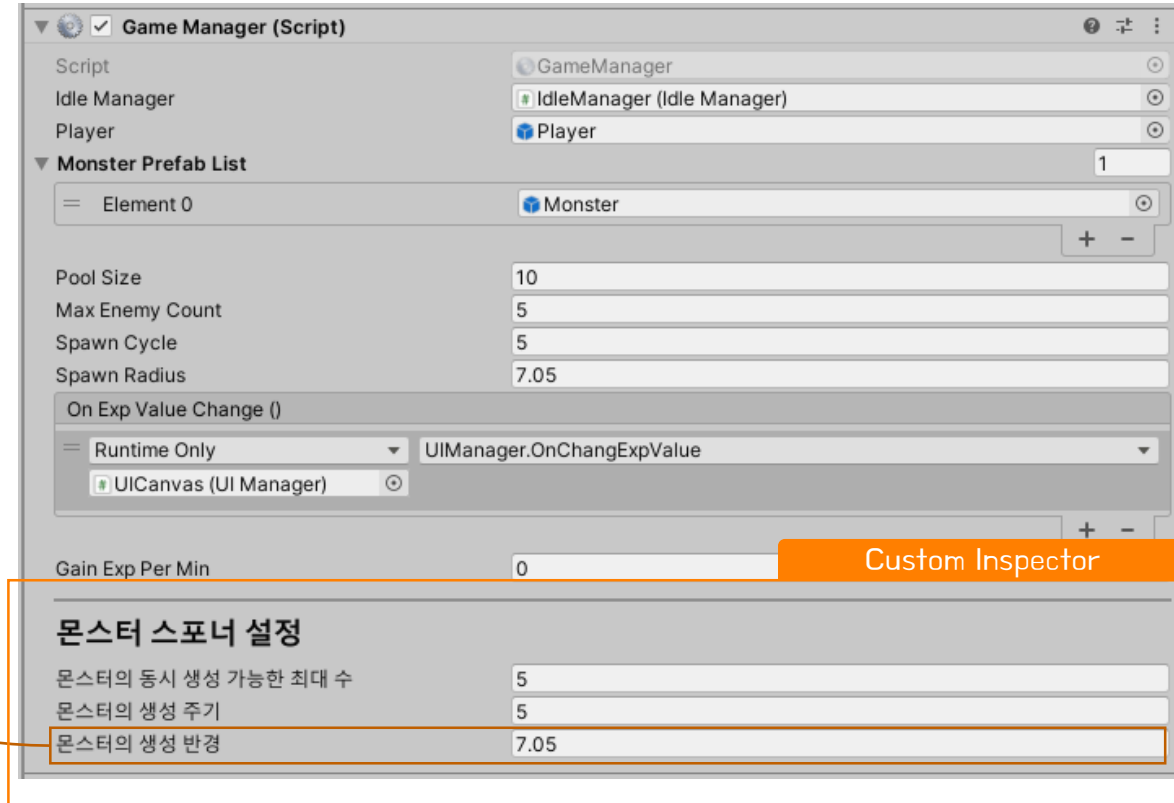 Game Manager (Script)
Script GameManager
Idle Manager IdleManager (Idle Manager)
Player Player
Monster Prefab List 1
Element 0 Monster
+ -
Pool Size 10
Max Enemy Count 5
Spawn Cycle 5
Spawn Radius 7.05
On Exp Value Change ()
Runtime Only UIManager.OnChangExpValue
UICanvas (UI Manager)
+ -
Custom Inspector
Gain Exp Per Min 0
몬스터 스포너 설정
몬스터의 동시 생성 가능한 최대 수 5
몬스터의 생성 주기 5
몬스터의 생성 반경 7.05